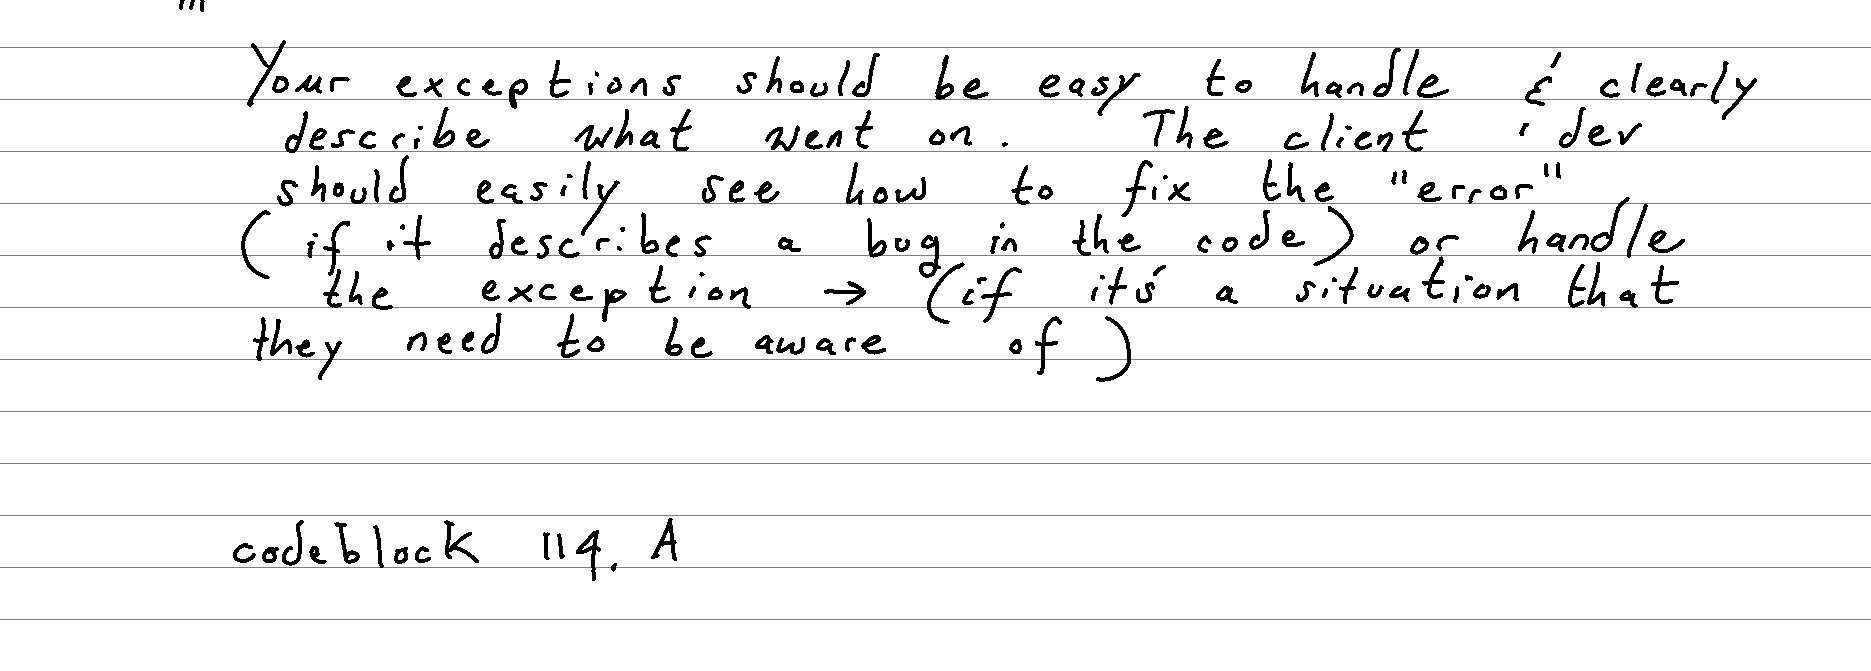 Your exceptions should be easy to handle & clearly
describe what went on. The client ' dev
should easily see how to fix the "error"
(if it describes a bug in the code) or handle
the exception → (if it's a situation that
they need to be aware of)
codeblock 114. A